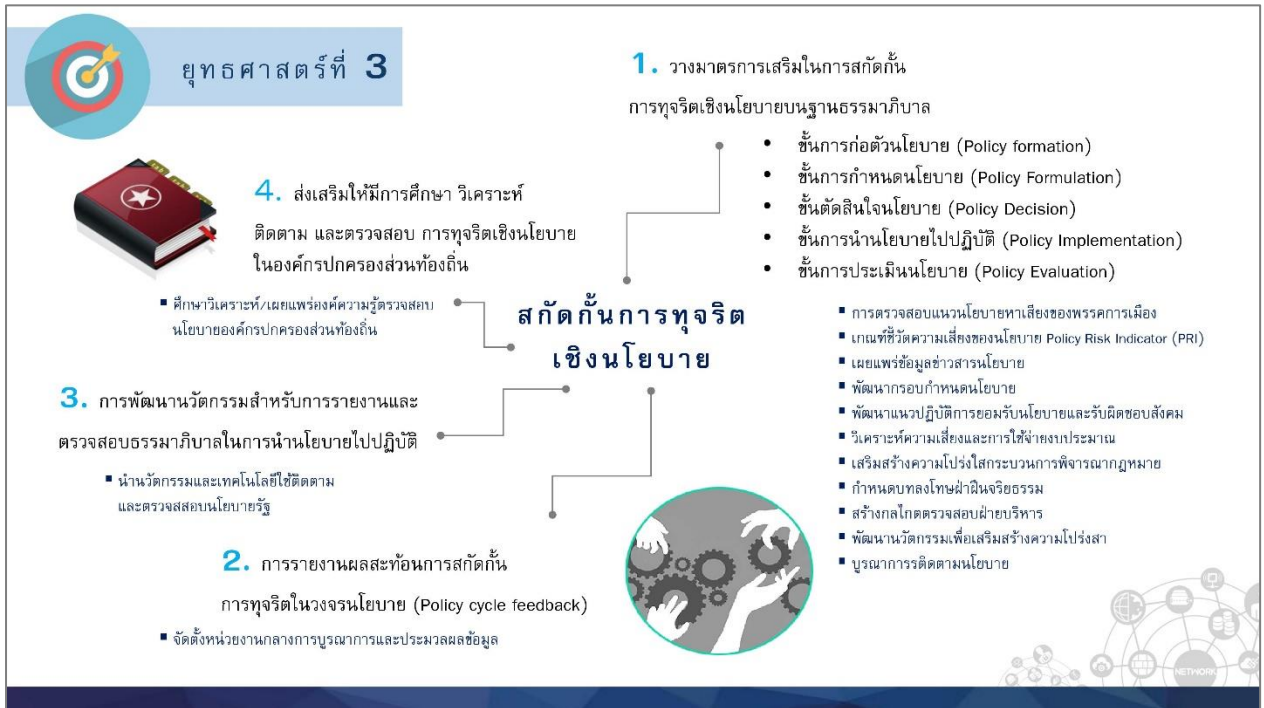 ยุทธศาสตร์ที่ 3
1. วางมาตรการเสริมในการสกัดกั้น
การทุจริตเชิงนโยบายบนฐานธรรมาภิบาล
• ขั้นการก่อตัวนโยบาย (Policy formation)
• ขั้นการกำหนดนโยบาย (Policy Formulation)
• ขั้นตัดสินใจนโยบาย (Policy Decision)
• ขั้นการนำนโยบายไปปฏิบัติ (Policy Implementation)
• ขั้นการประเมินนโยบาย (Policy Evaluation)
▪ การตรวจสอบแนวนโยบายหาเสียงของพรรคการเมือง
▪ เกณฑ์ชี้วัดความเสี่ยงของนโยบาย Policy Risk Indicator (PRI)
▪ เผยแพร่ข้อมูลข่าวสารนโยบาย
▪ พัฒนากรอบกำหนดนโยบาย
▪ พัฒนาแนวปฏิบัติการยอมรับนโยบายและรับผิดชอบสังคม
▪ วิเคราะห์ความเสี่ยงและการใช้จ่ายงบประมาณ
▪ เสริมสร้างความโปร่งใสกระบวนการพิจารณากฎหมาย
▪ กำหนดบทลงโทษฝ่าฝืนจริยธรรม
▪ สร้างกลไกตตรวจสอบฝ่ายบริหาร
▪ พัฒนานวัตกรรมเพื่อเสริมสร้างความโปร่งสา
▪ บูรณาการรติดตามนโยบาย
สกัดกั้นการทุจริต
เชิงนโยบาย
4. ส่งเสริมให้มีการศึกษา วิเคราะห์
ติดตาม และตรวจสอบ การทุจริตเชิงนโยบาย
ในองค์กรปกครองส่วนท้องถิ่น
▪ ศึกษาวิเคราะห์/เผยแพร่องค์ความรู้ตรวจสอบ
นโยบายองค์กรปกครองส่วนท้องถิ่น
3. การพัฒนานวัตกรรมสำหรับการรายงานและ
ตรวจสอบธรรมาภิบาลในการนำนโยบายไปปฏิบัติ
▪ นำนวัตกรรมและเทคโนโลยีใช้ติดตาม
และตรวจสสอบนโยบายรัฐ
2. การรายงานผลสะท้อนการสกัดกั้น
การทุจริตในวงจรนโยบาย (Policy cycle feedback)
▪ จัดตั้งหน่วยงานกลางการบูรณาการและประมวลผลข้อมูล
NETWORK